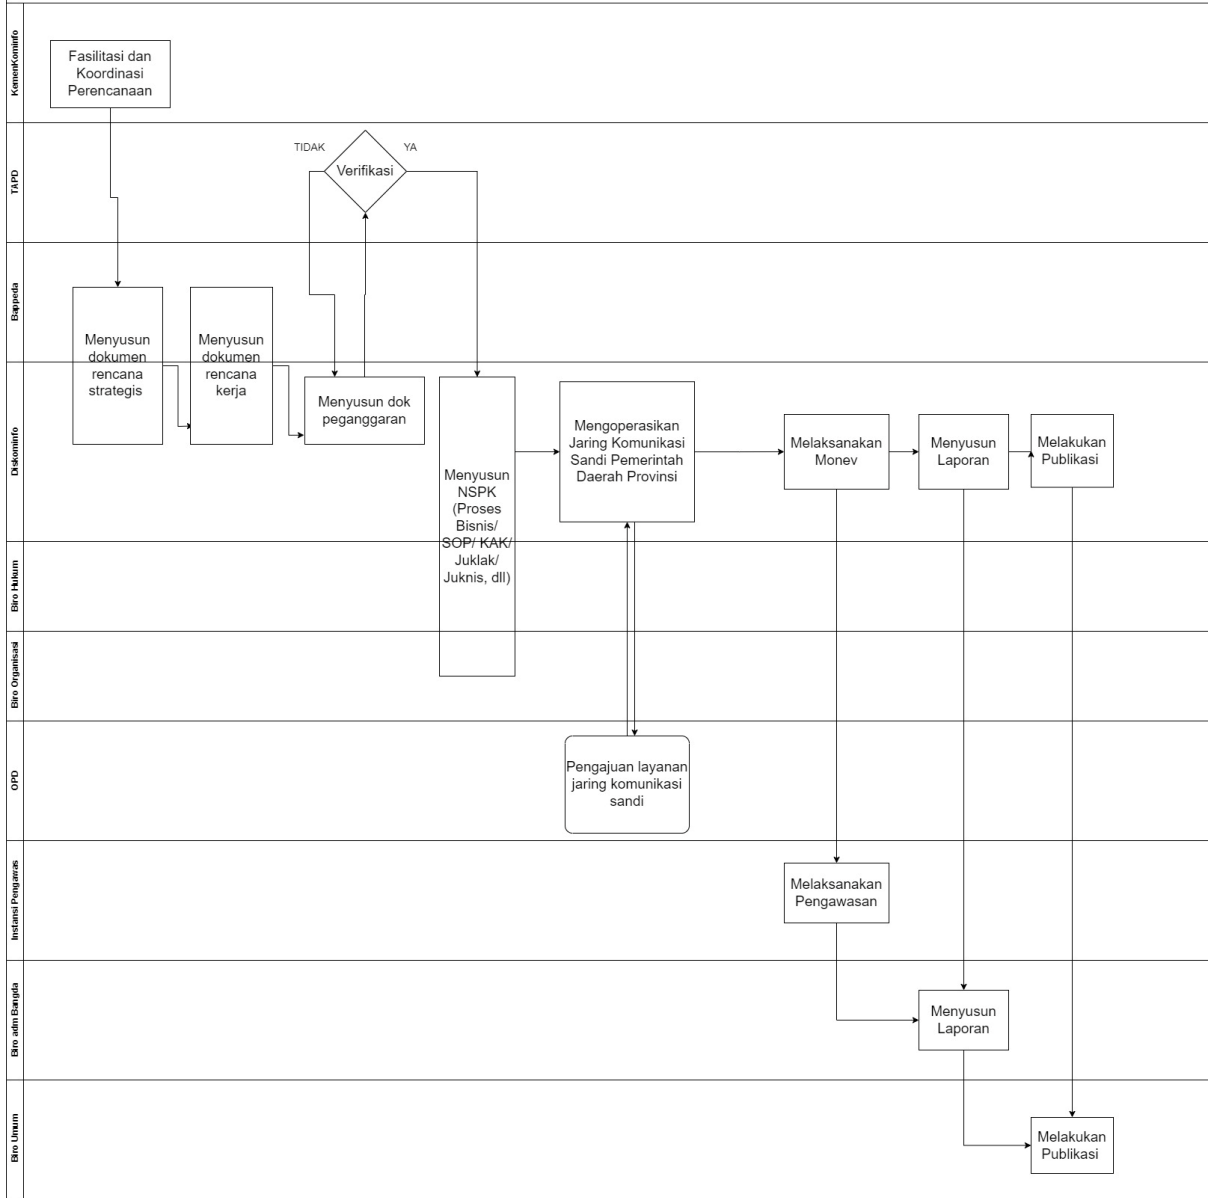 KemenKominfo
Fasilitasi dan
Koordinasi
Perencanaan
TAPD
TIDAK
YA
Verifikasi
Bappeda
Menyusun
dokumen
rencana
strategis
Menyusun
dokumen
rencana
kerja
Diskominfo
Menyusun dok
peganggaran
Menyusun
NSPK
(Proses
Bisnis/
SOP/ KAK/
Juklak/
Juknis, dll)
Mengoperasikan
Jaring Komunikasi
Sandi Pemerintah
Daerah Provinsi
Melaksanakan
Monev
Menyusun
Laporan
Melakukan
Publikasi
Biro Hukum
Biro Organisasi
OPD
Pengajuan layanan
jaring komunikasi
sandi
Instansi Pengawas
Melaksanakan
Pengawasan
Biro adm Bangda
Menyusun
Laporan
Biro Umum
Melakukan
Publikasi